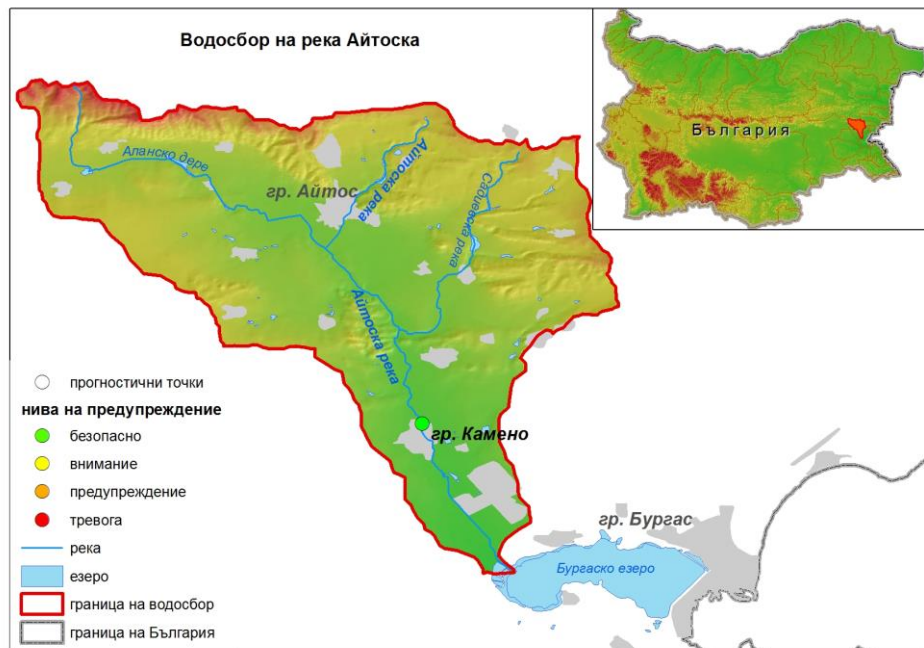 Водосбор на река Айтоска
България
Аланско дере
Айтоска река
Садиевска река
гр. Айтос
Айтоска река
гр. Камено
гр. Бургас
Бургаско езеро
прогностични точки
нива на предупреждение
безопасно
внимание
предупреждение
тревога
река
езеро
граница на водосбор
граница на България